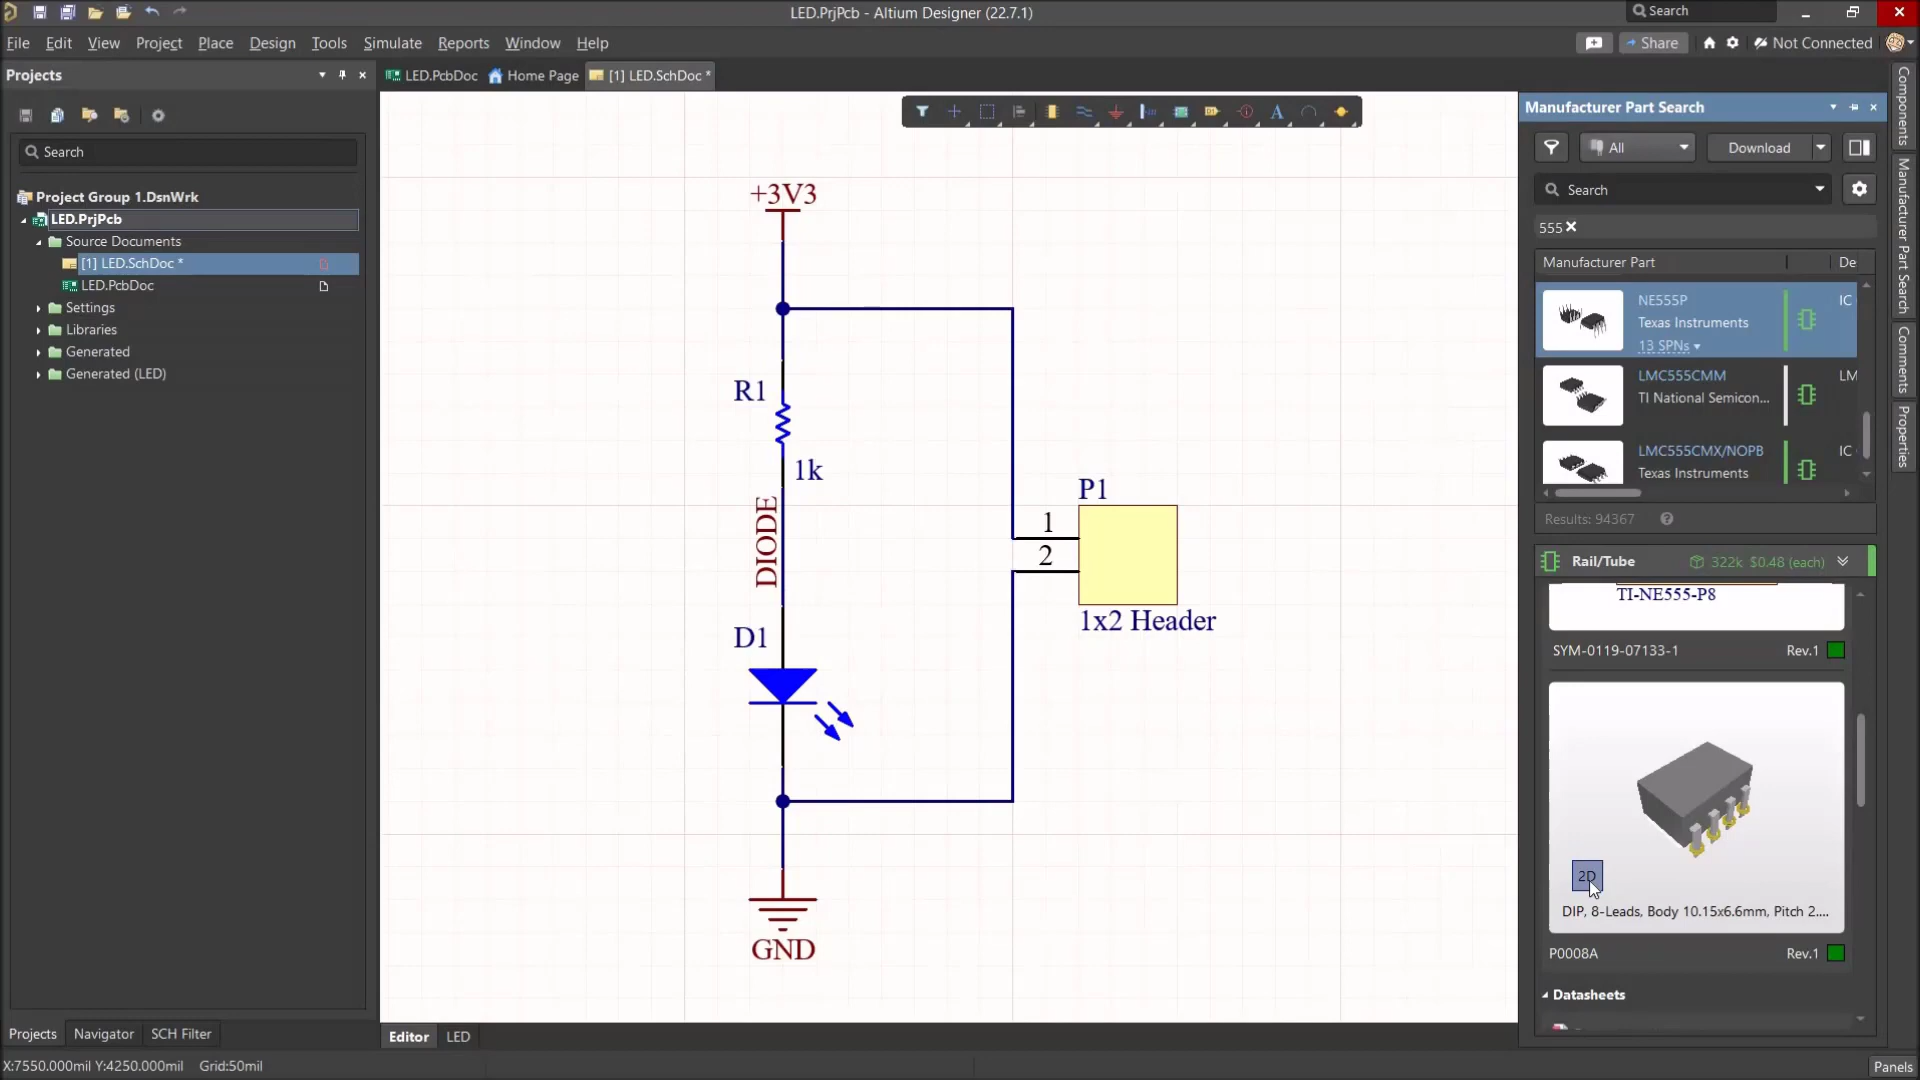 LED.PrjPcb - Altium Designer (22.7.1)
Search
File Edit View Project Place Design Tools Simulate Reports Window Help
Share
Not Connected
Projects
LED.PcbDoc
Home Page
[1] LED.SchDoc *
Search
Project Group 1.DsnWrk
LED.PrjPcb
Source Documents
[1] LED.SchDoc *
LED.PcbDoc
Settings
Libraries
Generated
Generated (LED)
+3V3
R1
1k
DIODE
D1
GND
P1
1
2
1x2 Header
Manufacturer Part Search
All
Download
Search
555
Manufacturer Part
De
NE555P
IC
Texas Instruments
13 SPNs
LMC555CMM
LM
TI National Semicon...
LMC555CMX/NOPB
IC
Texas Instruments
Results: 94367
Rail/Tube
322k $0.48 (each)
TI-NE555-P8
SYM-0119-07133-1
Rev.1
2D
DIP, 8-Leads, Body 10.15x6.6mm, Pitch 2....
P0008A
Rev.1
Datasheets
Components
Manufacturer Part Search
Comments
Properties
Projects
Navigator
SCH Filter
Editor
LED
X:7550.000mil Y:4250.000mil
Grid:50mil
Panels